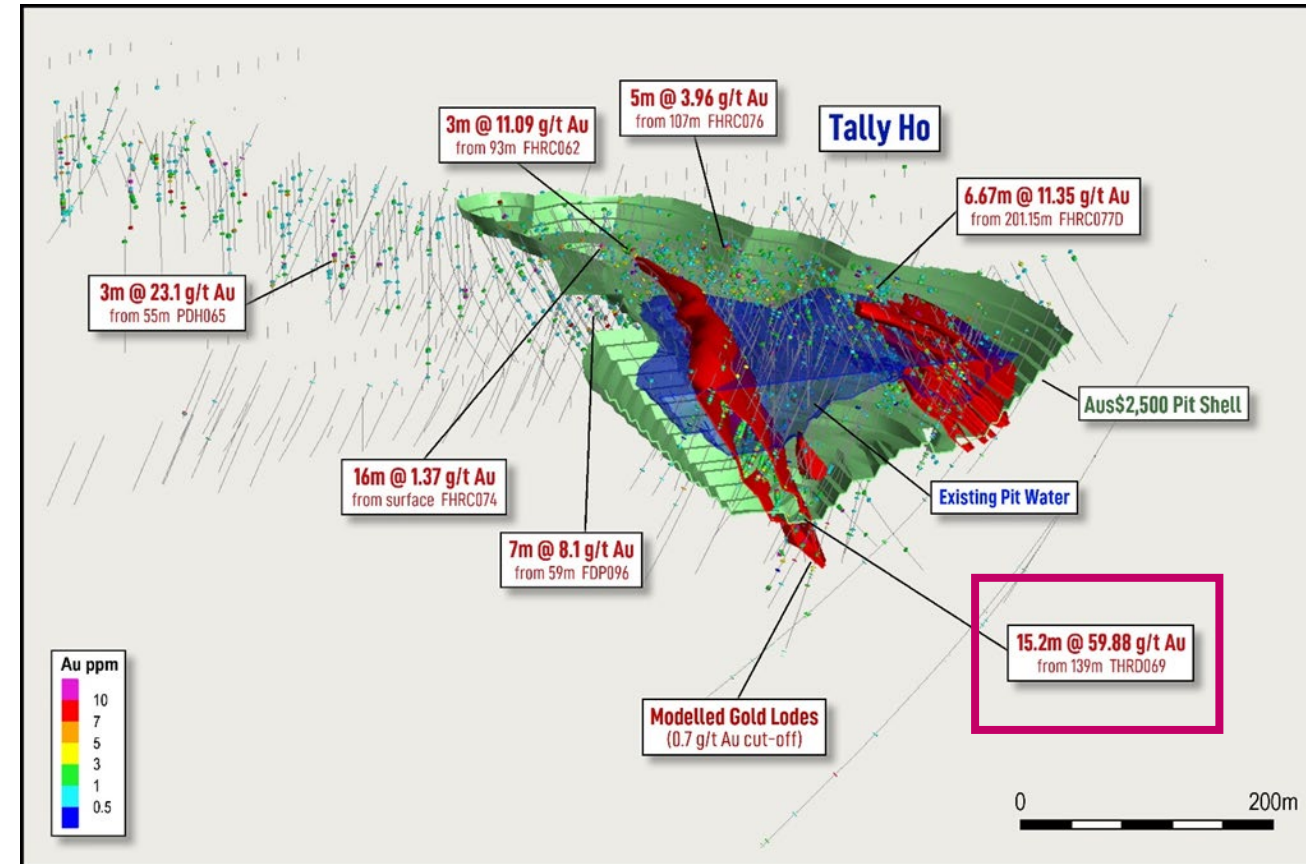 Tally Ho
5m @ 3.96 g/t Au
from 107m FHRC076
3m @ 11.09 g/t Au
from 93m FHRC062
6.67m @ 11.35 g/t Au
from 201.15m FHRC077D
3m @ 23.1 g/t Au
from 55m PDH065
Aus$2,500 Pit Shell
16m @ 1.37 g/t Au
from surface FHRC074
Existing Pit Water
7m @ 8.1 g/t Au
from 59m FDP096
15.2m @ 59.88 g/t Au
from 139m THRD069
Modelled Gold Lodes
(0.7 g/t Au cut-off)
Au ppm
10
7
5
3
1
0.5
0 200m